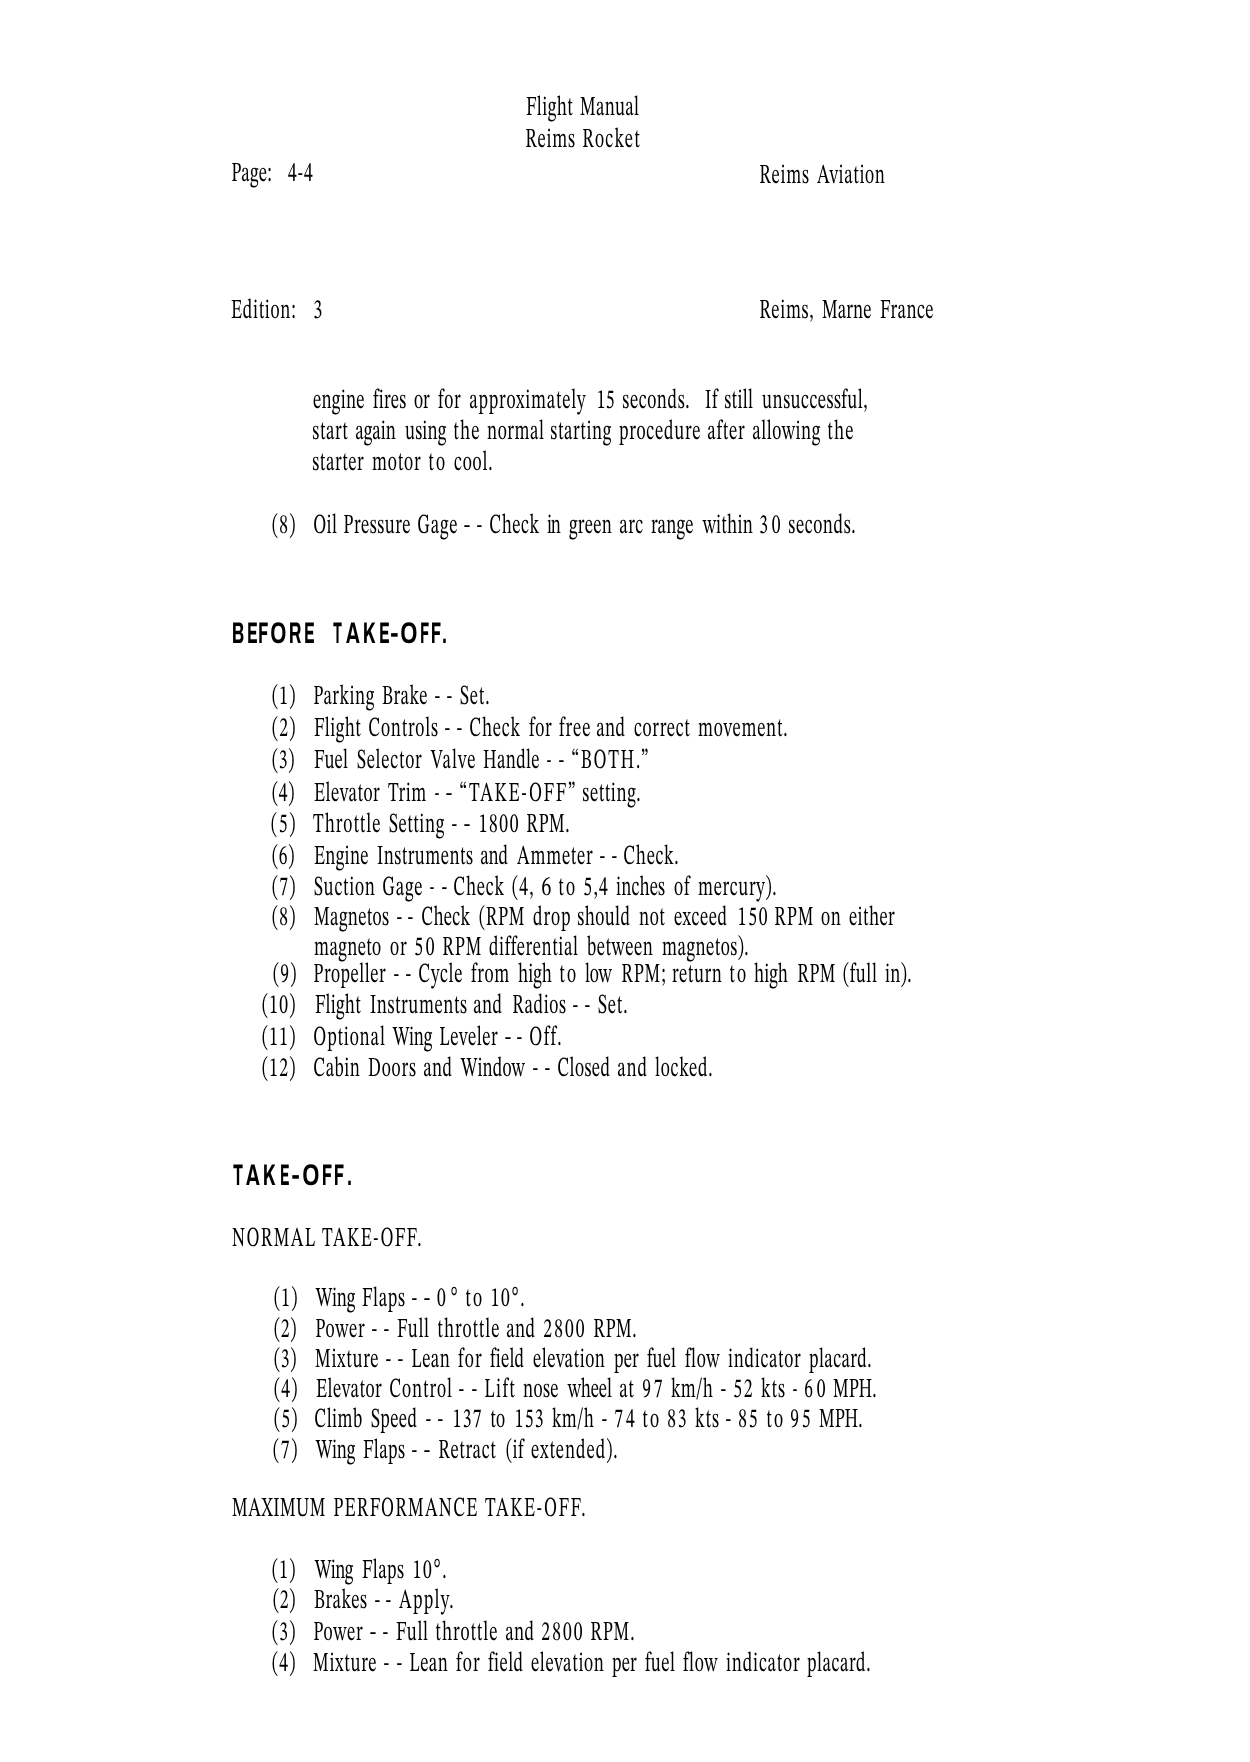 Flight Manual
Reims Rocket
Page: 4-4
Reims Aviation
Edition: 3
Reims, Marne France
engine fires or for approximately 15 seconds. If still unsuccessful,
start again using the normal starting procedure after allowing the
starter motor to cool.
(8) Oil Pressure Gage - - Check in green arc range within 30 seconds.
BEFORE TAKE-OFF.
(1) Parking Brake - - Set.
(2) Flight Controls - - Check for free and correct movement.
(3) Fuel Selector Valve Handle - - “BOTH.”
(4) Elevator Trim - - “TAKE-OFF” setting.
(5) Throttle Setting - - 1800 RPM.
(6) Engine Instruments and Ammeter - - Check.
(7) Suction Gage - - Check (4, 6 to 5,4 inches of mercury).
(8) Magnetos - - Check (RPM drop should not exceed 150 RPM on either
magneto or 50 RPM differential between magnetos).
(9) Propeller - - Cycle from high to low RPM; return to high RPM (full in).
(10) Flight Instruments and Radios - - Set.
(11) Optional Wing Leveler - - Off.
(12) Cabin Doors and Window - - Closed and locked.
TAKE-OFF.
NORMAL TAKE-OFF.
(1) Wing Flaps - - 0° to 10°.
(2) Power - - Full throttle and 2800 RPM.
(3) Mixture - - Lean for field elevation per fuel flow indicator placard.
(4) Elevator Control - - Lift nose wheel at 97 km/h - 52 kts - 60 MPH.
(5) Climb Speed - - 137 to 153 km/h - 74 to 83 kts - 85 to 95 MPH.
(7) Wing Flaps - - Retract (if extended).
MAXIMUM PERFORMANCE TAKE-OFF.
(1) Wing Flaps 10°.
(2) Brakes - - Apply.
(3) Power - - Full throttle and 2800 RPM.
(4) Mixture - - Lean for field elevation per fuel flow indicator placard.